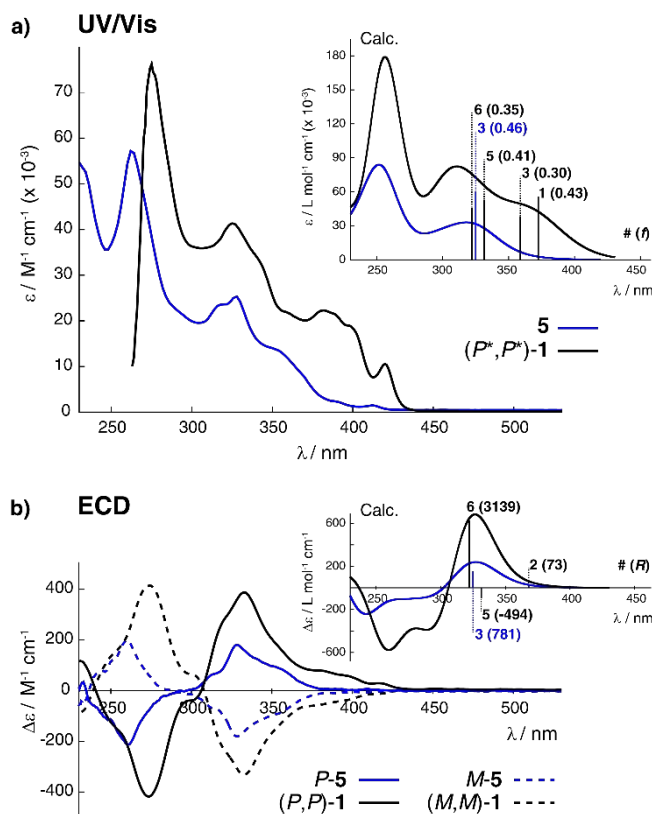 a) UV/Vis
ε / M⁻¹ cm⁻¹ (x 10⁻³)
70
60
50
40
30
20
10
0
250
300
350
400
450
500
λ / nm
Calc.
ε / L mol⁻¹ cm⁻¹ (x 10⁻³)
180
150
120
90
60
30
0
250
300
350
400
450
λ / nm
6 (0.35)
3 (0.46)
5 (0.41)
3 (0.30)
1 (0.43)
# (f)
5
(P*,P*)-1
b) ECD
Δε / M⁻¹ cm⁻¹
400
200
0
-200
-400
250
300
350
400
450
500
λ / nm
Calc.
Δε / L mol⁻¹ cm⁻¹
600
200
-200
-600
250
300
350
400
450
λ / nm
6 (3139)
# (R)
2 (73)
5 (-494)
3 (781)
P-5
M-5
(P,P)-1
(M,M)-1